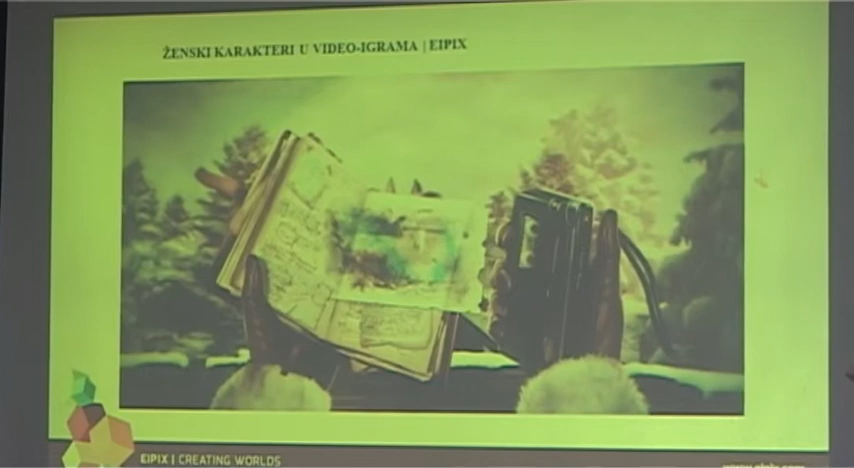 ŽENSKI KARAKTERI U VIDEO-IGRAMA | EIPIX
EIPIX | CREATING WORLDS